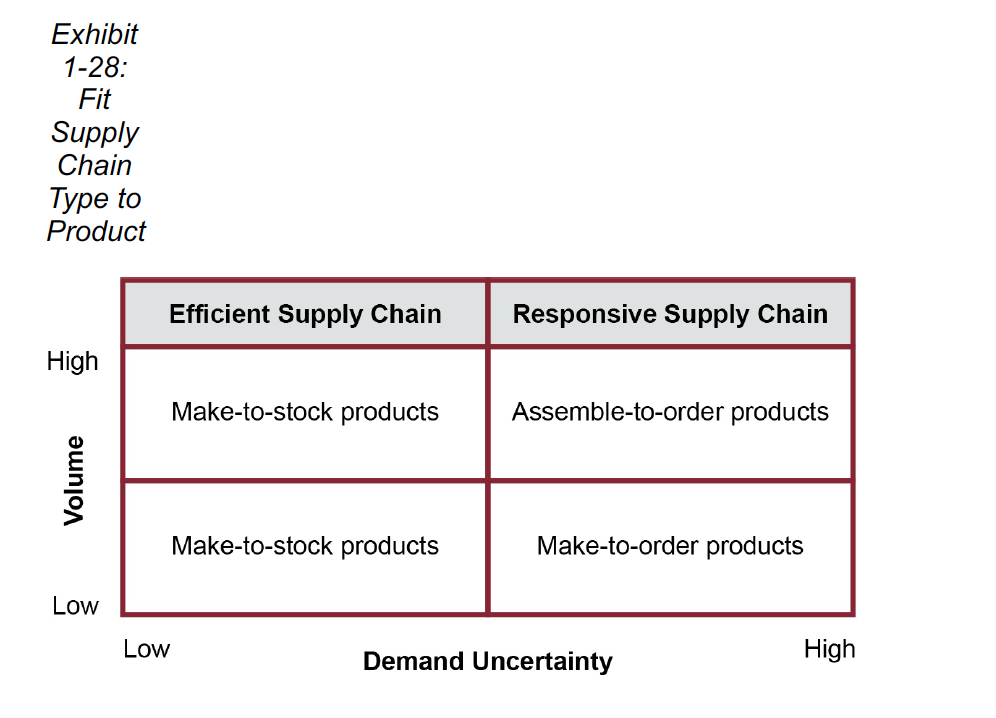 Exhibit
1-28:
Fit
Supply
Chain
Type to
Product
Efficient Supply Chain
Responsive Supply Chain
High
Make-to-stock products
Assemble-to-order products
Volume
Make-to-stock products
Make-to-order products
Low
Low
Demand Uncertainty
High